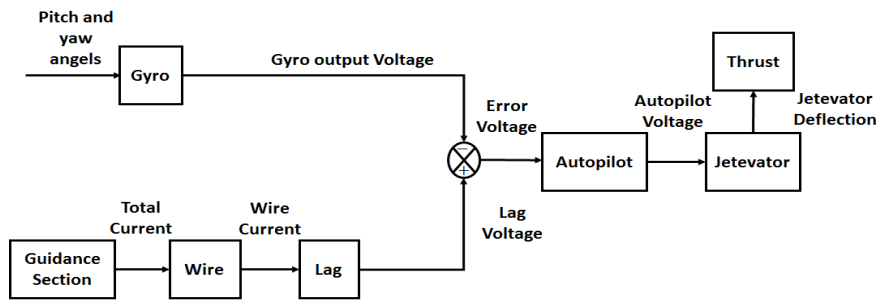 Pitch and
yaw
angels
Gyro
Gyro output Voltage
Thrust
Error
Voltage
Autopilot
Voltage
Jetevator
Deflection
−
+
Autopilot
Jetevator
Total
Current
Wire
Current
Lag
Voltage
Guidance
Section
Wire
Lag